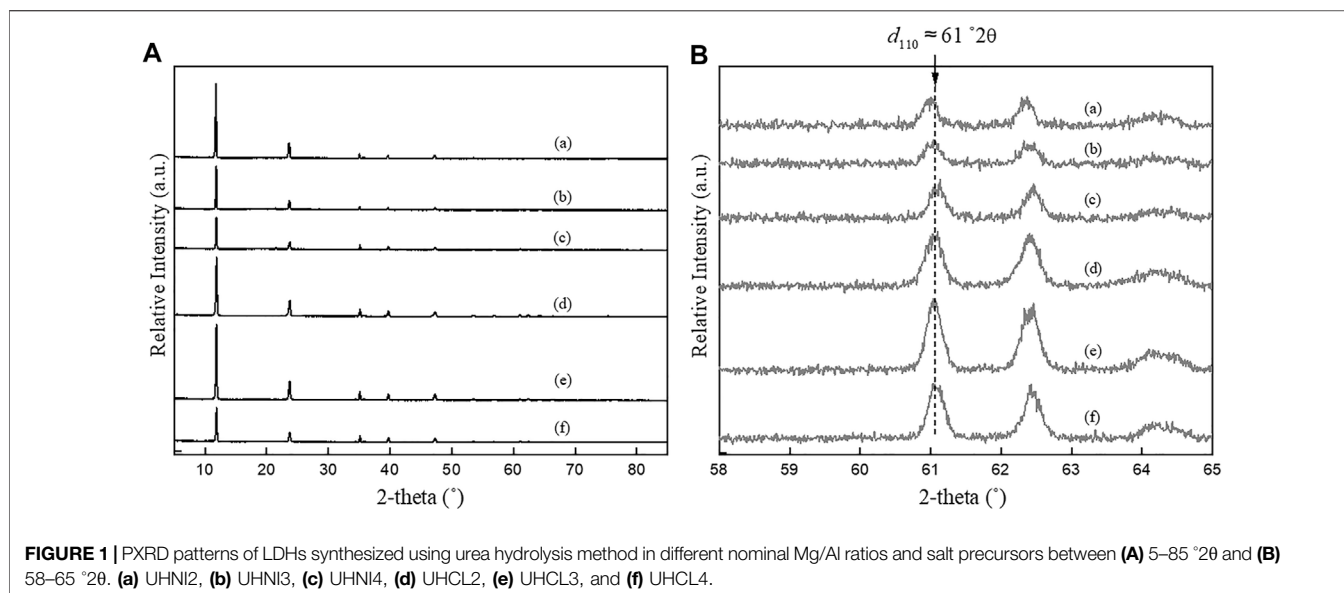 d110 ≈ 61 °2θ
A
Relative Intensity (a.u.)
(a)
(b)
(c)
(d)
(e)
(f)
10 20 30 40 50 60 70 80
2-theta (°)
B
Relative Intensity (a.u.)
(a)
(b)
(c)
(d)
(e)
(f)
58 59 60 61 62 63 64 65
2-theta (°)
FIGURE 1 | PXRD patterns of LDHs synthesized using urea hydrolysis method in different nominal Mg/Al ratios and salt precursors between (A) 5–85 °2θ and (B)
58–65 °2θ. (a) UHNI2, (b) UHNI3, (c) UHNI4, (d) UHCL2, (e) UHCL3, and (f) UHCL4.